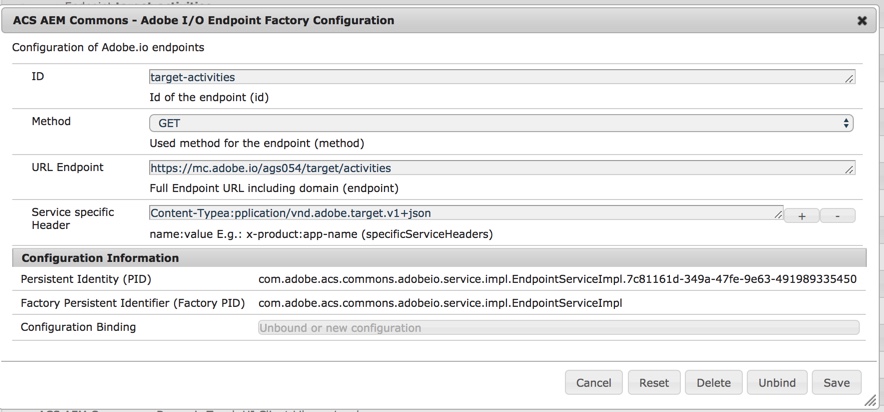 ACS AEM Commons - Adobe I/O Endpoint Factory Configuration
Configuration of Adobe.io endpoints
ID
target-activities
Id of the endpoint (id)
Method
GET
Used method for the endpoint (method)
URL Endpoint
https://mc.adobe.io/ags054/target/activities
Full Endpoint URL including domain (endpoint)
Service specific Header
Content-Typea:pplication/vnd.adobe.target.v1+json
+ -
name:value E.g.: x-product:app-name (specificServiceHeaders)
Configuration Information
Persistent Identity (PID) com.adobe.acs.commons.adobeio.service.impl.EndpointServiceImpl.7c81161d-349a-47fe-9e63-491989335450
Factory Persistent Identifier (Factory PID) com.adobe.acs.commons.adobeio.service.impl.EndpointServiceImpl
Configuration Binding Unbound or new configuration
Cancel Reset Delete Unbind Save